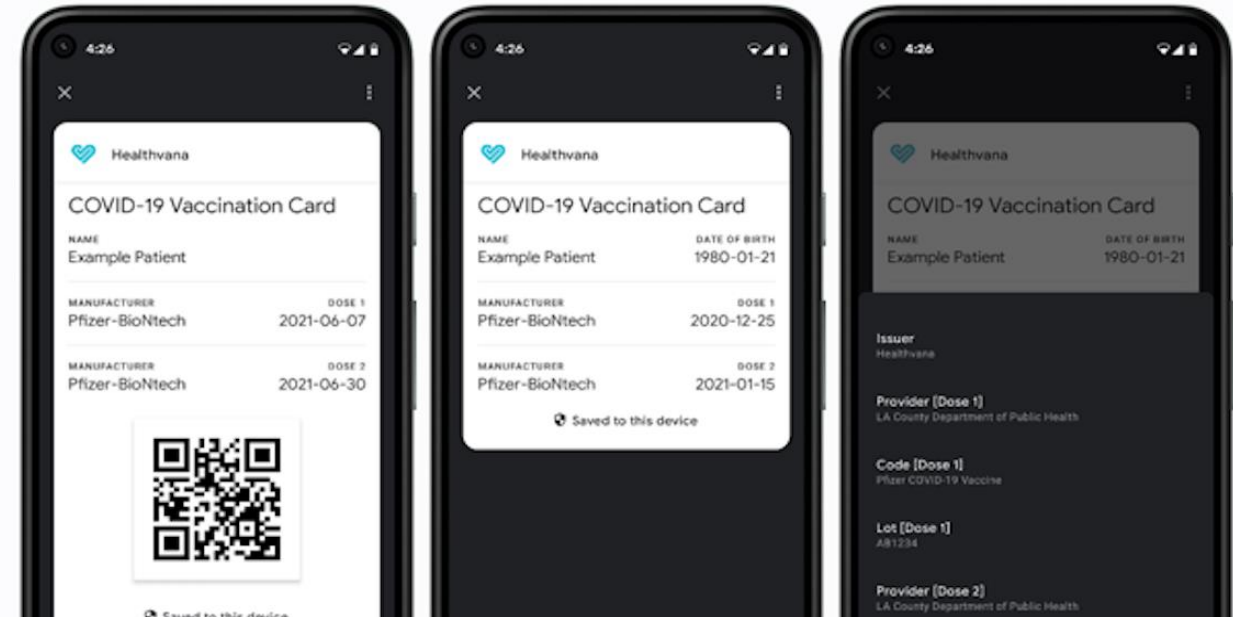 4:26
Healthvana
COVID-19 Vaccination Card
NAME
Example Patient
MANUFACTURER DOSE 1
Pfizer-BioNtech 2021-06-07
MANUFACTURER DOSE 2
Pfizer-BioNtech 2021-06-30
Saved to this device
4:26
Healthvana
COVID-19 Vaccination Card
NAME DATE OF BIRTH
Example Patient 1980-01-21
MANUFACTURER DOSE 1
Pfizer-BioNtech 2020-12-25
MANUFACTURER DOSE 2
Pfizer-BioNtech 2021-01-15
Saved to this device
4:26
Healthvana
COVID-19 Vaccination Card
NAME DATE OF BIRTH
Example Patient 1980-01-21
Issuer
Healthvana
Provider [Dose 1]
LA County Department of Public Health
Code [Dose 1]
Pfizer COVID-19 Vaccine
Lot [Dose 1]
AB1234
Provider [Dose 2]
LA County Department of Public Health